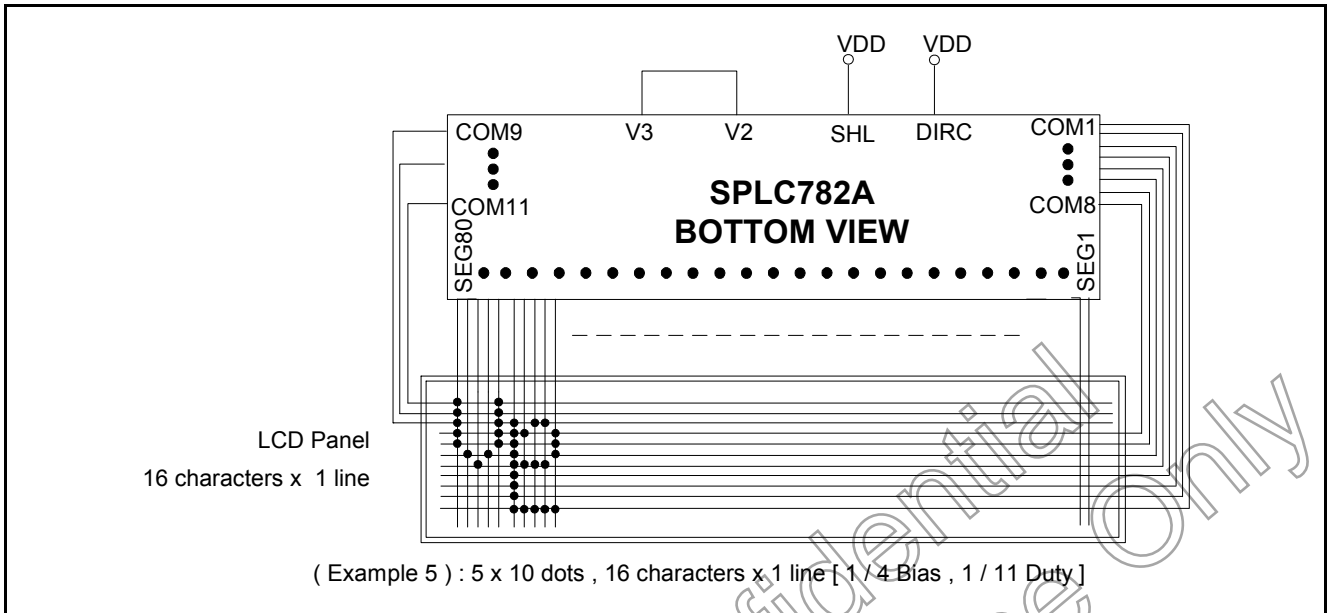 VDD VDD
COM9 V3 V2 SHL DIRC COM1
SPLC782A
COM11 COM8
BOTTOM VIEW
SEG80 SEG1
LCD Panel
16 characters x 1 line
( Example 5 ) : 5 x 10 dots , 16 characters x 1 line [ 1 / 4 Bias , 1 / 11 Duty ]
Only